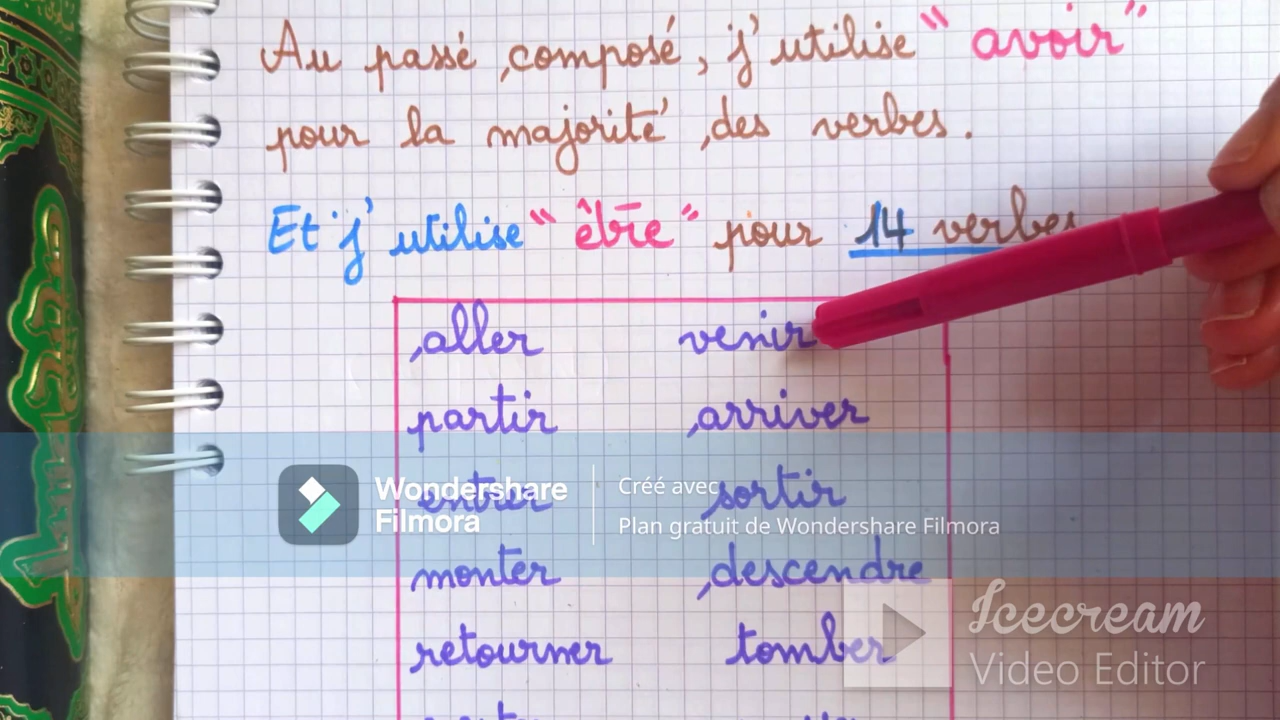 Au passé composé, j'utilise "avoir"
pour la majorité des verbes.
Et j'utilise "être" pour 14 verbes
aller venir
partir arriver
entrer sortir
Wondershare
Filmora
Créé avec
Plan gratuit de Wondershare Filmora
monter descendre
retourner tomber
Icecream
Video Editor